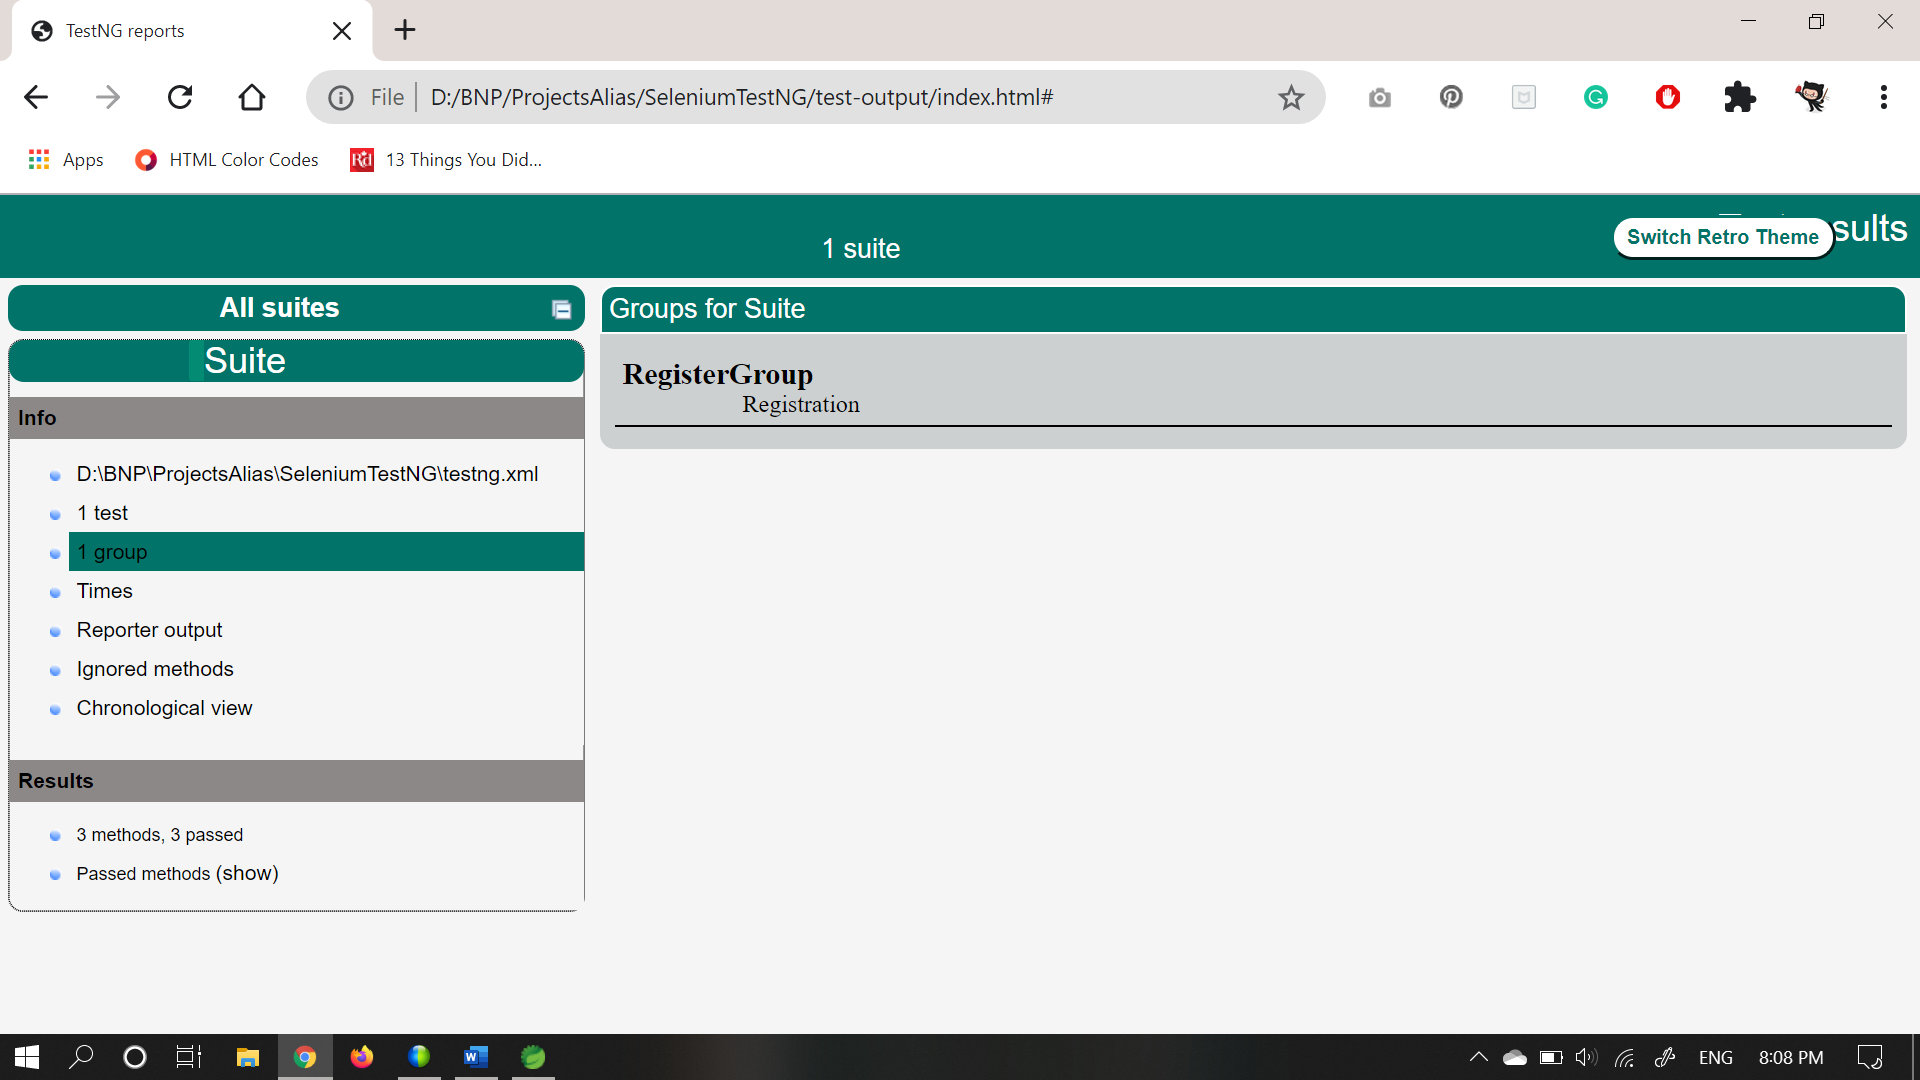 TestNG reports
File D:/BNP/ProjectsAlias/SeleniumTestNG/test-output/index.html#
Apps HTML Color Codes Rd 13 Things You Did...
1 suite
Switch Retro Theme
sults
All suites
Suite
Info
D:\BNP\ProjectsAlias\SeleniumTestNG\testng.xml
1 test
1 group
Times
Reporter output
Ignored methods
Chronological view
Results
3 methods, 3 passed
Passed methods (show)
Groups for Suite
RegisterGroup
Registration
ENG 8:08 PM